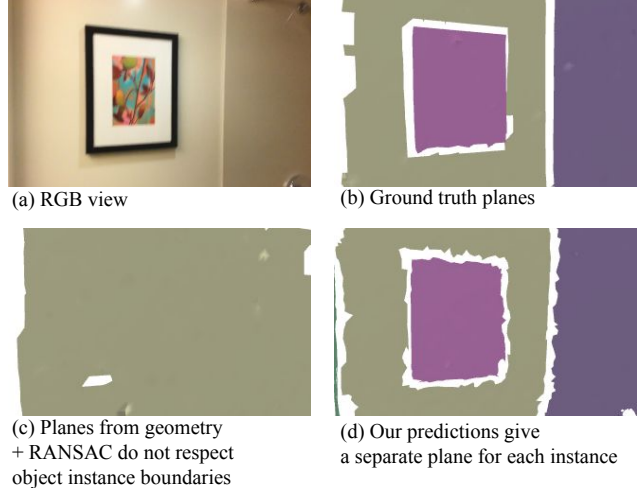 (a) RGB view
(b) Ground truth planes
(c) Planes from geometry
+ RANSAC do not respect
object instance boundaries
(d) Our predictions give
a separate plane for each instance